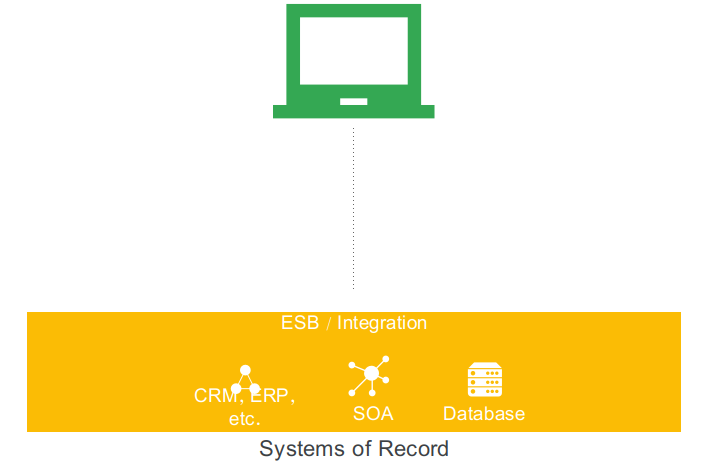 ESB / Integration
CRM, ERP,
etc.
SOA
Database
Systems of Record